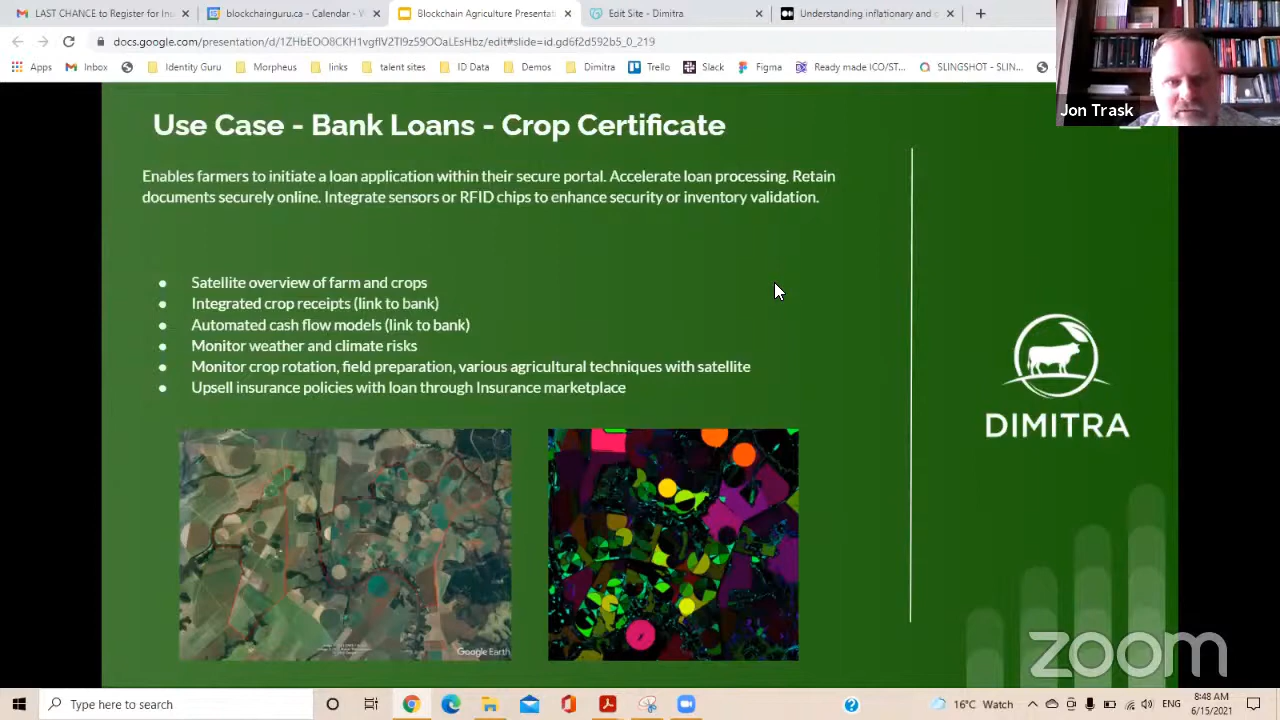 LAST CHANCE to Register for Ins
blockchainguru.ca - Calendar - Y
Blockchain Agriculture Presentati
Edit Site - Dimitra
Understanding inflationary and c
docs.google.com/presentation/d/1ZHbEOO8CKH1vgflV2TI9z59OOaLEsHbz/edit#slide=id.gd6f2d592b5_0_219
Apps
Inbox
Identity Guru
Morpheus
links
talent sites
ID Data
Demos
Dimitra
Trello
Slack
Figma
Ready made ICO/ST...
SLINGSHOT - SLIN...
Jon Trask
Use Case - Bank Loans - Crop Certificate
Enables farmers to initiate a loan application within their secure portal. Accelerate loan processing. Retain
documents securely online. Integrate sensors or RFID chips to enhance security or inventory validation.
● Satellite overview of farm and crops
● Integrated crop receipts (link to bank)
● Automated cash flow models (link to bank)
● Monitor weather and climate risks
● Monitor crop rotation, field preparation, various agricultural techniques with satellite
● Upsell insurance policies with loan through Insurance marketplace
DIMITRA
Google Earth
zoom
Type here to search
16°C Watch
ENG
8:48 AM
6/15/2021